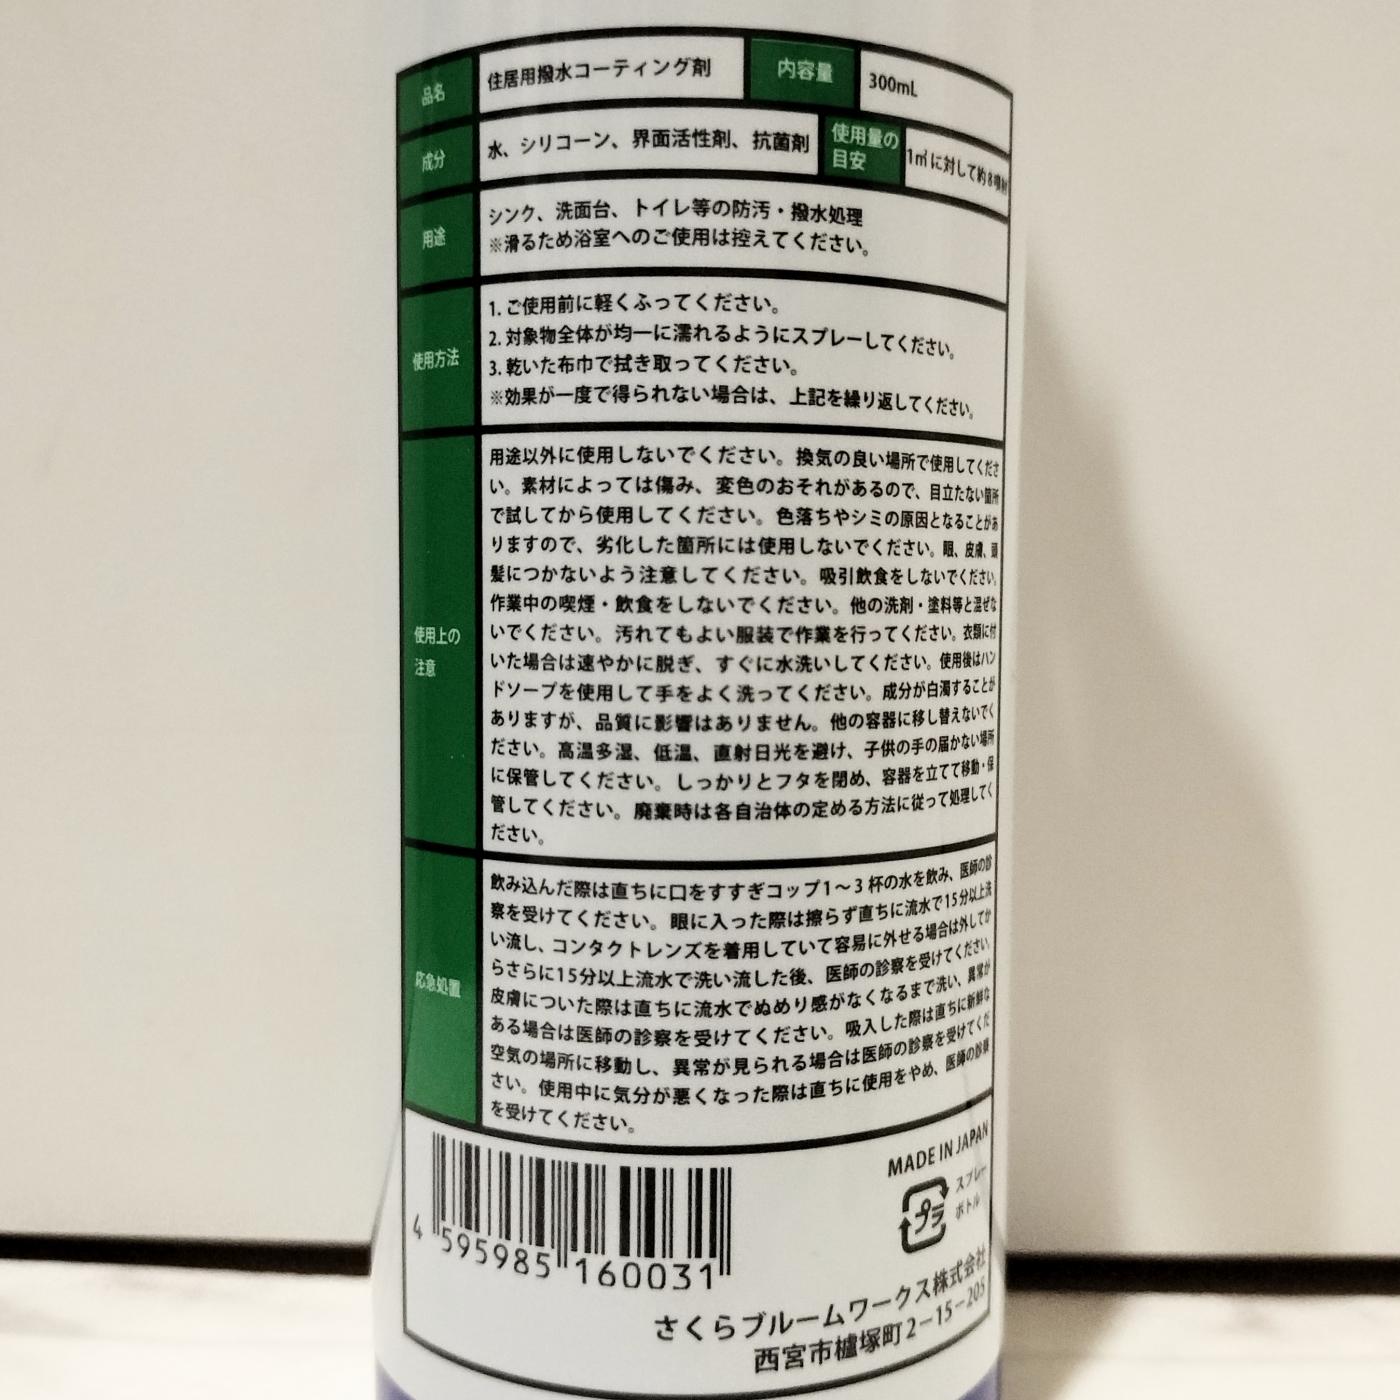 品名 住居用撥水コーティング剤 内容量 300mL
成分 水、シリコーン、界面活性剤、抗菌剤 使用量の目安 1㎡に対して約8噴射
用途 シンク、洗面台、トイレ等の防汚・撥水処理
※滑るため浴室へのご使用は控えてください。
使用方法
1. ご使用前に軽くふってください。
2. 対象物全体が均一に濡れるようにスプレーしてください。
3. 乾いた布巾で拭き取ってください。
※効果が一度で得られない場合は、上記を繰り返してください。
使用上の
注意
用途以外に使用しないでください。換気の良い場所で使用してくださ
い。素材によっては傷み、変色のおそれがあるので、目立たない箇所
で試してから使用してください。色落ちやシミの原因となることがあ
りますので、劣化した箇所には使用しないでください。眼、皮膚、頭
髪につかないよう注意してください。吸引飲食をしないでください。
作業中の喫煙・飲食をしないでください。他の洗剤・塗料等と混ぜな
いでください。汚れてもよい服装で作業を行ってください。衣類に付
いた場合は速やかに脱ぎ、すぐに水洗いしてください。使用後はハン
ドソープを使用して手をよく洗ってください。成分が白濁することが
ありますが、品質に影響はありません。他の容器に移し替えないでく
ださい。高温多湿、低温、直射日光を避け、子供の手の届かない場所
に保管してください。しっかりとフタを閉め、容器を立てて移動・保
管してください。廃棄時は各自治体の定める方法に従って処理してく
ださい。
応急処置
飲み込んだ際は直ちに口をすすぎコップ1〜3杯の水を飲み、医師の診
察を受けてください。眼に入った際は擦らず直ちに流水で15分以上洗
い流し、コンタクトレンズを着用していて容易に外せる場合は外してか
らさらに15分以上流水で洗い流した後、医師の診察を受けてください。
皮膚についた際は直ちに流水でぬめり感がなくなるまで洗い、異常が
ある場合は医師の診察を受けてください。吸入した際は直ちに新鮮な
空気の場所に移動し、異常が見られる場合は医師の診察を受けてくだ
さい。使用中に気分が悪くなった際は直ちに使用をやめ、医師の診察
を受けてください。
MADE IN JAPAN
プラ スプレー
ボトル
4 595985 160031
さくらブルームワークス株式会社
西宮市櫨塚町2−15−205